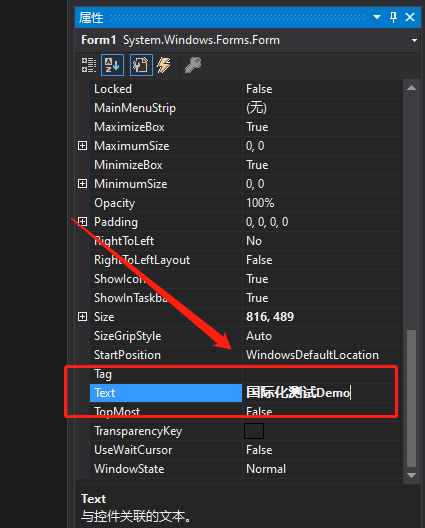 属性
Form1 System.Windows.Forms.Form
Locked False
MainMenuStrip (无)
MaximizeBox True
MaximumSize 0, 0
MinimizeBox True
MinimumSize 0, 0
Opacity 100%
Padding 0, 0, 0, 0
RightToLeft No
RightToLeftLayout False
ShowIcon True
ShowInTaskbar True
Size 816, 489
SizeGripStyle Auto
StartPosition WindowsDefaultLocation
Tag
Text 国际化测试Demo
TopMost False
TransparencyKey
UseWaitCursor False
WindowState Normal
Text
与控件关联的文本。